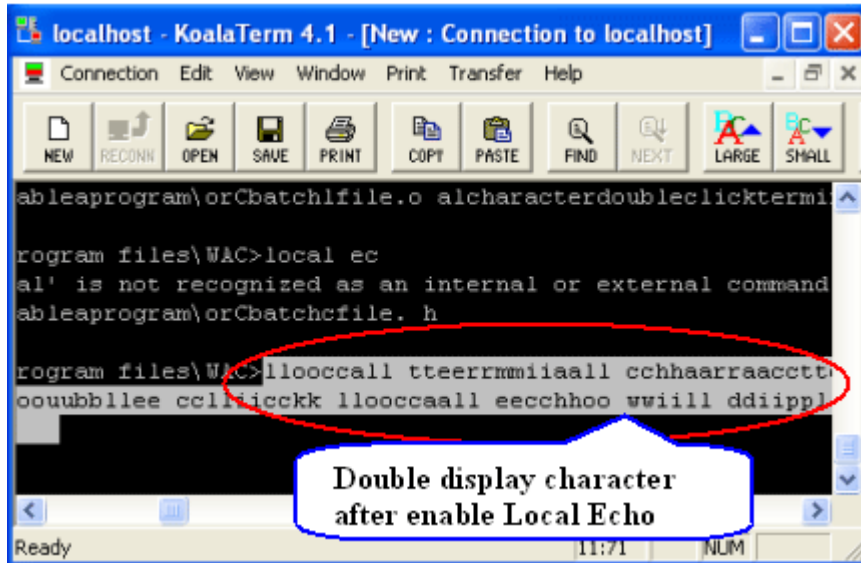 localhost - KoalaTerm 4.1 - [New : Connection to localhost]
Connection Edit View Window Print Transfer Help
NEW RECONN OPEN SAVE PRINT COPY PASTE FIND NEXT LARGE SMALL
ableaprogram\orCbatchlfile.o alcharacterdoubleclicktermi
rogram files\WAC>local ec
al' is not recognized as an internal or external command
ableaprogram\orCbatchcfile. h
rogram files\WAC>llooccall tteerrmmiiaall cchhaarraacctt
oouubbllee cclliicckk llooccaall eecchhoo wwiill ddiippl
Double display character
after enable Local Echo
Ready 11:71 NUM